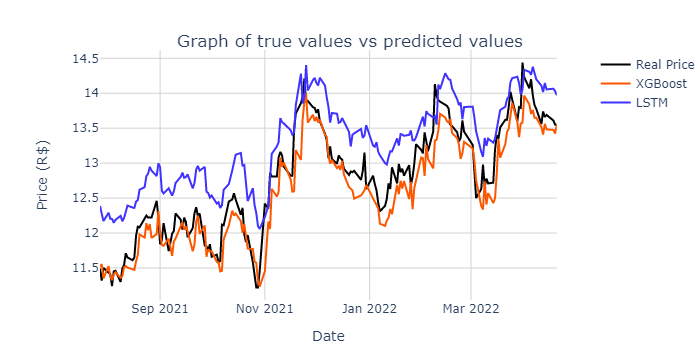 Graph of true values vs predicted values
Real Price
XGBoost
LSTM
Price (R$)
14.5
14
13.5
13
12.5
12
11.5
Sep 2021
Nov 2021
Jan 2022
Mar 2022
Date